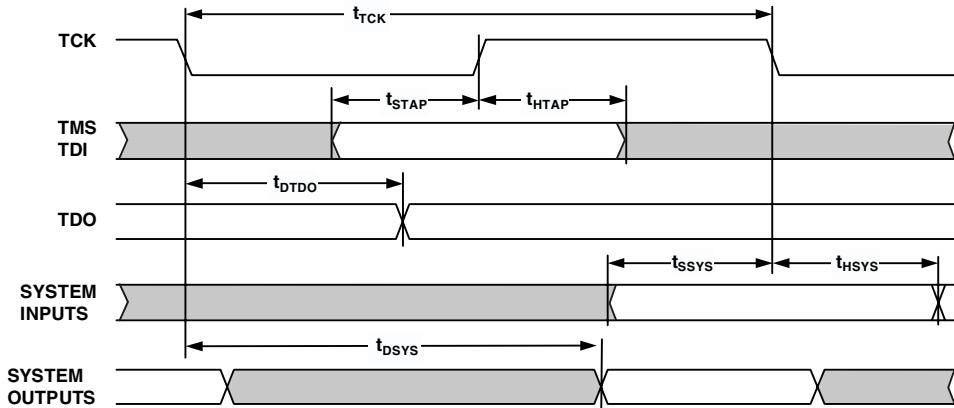 tTCK
TCK
tSTAP
tHTAP
TMS
TDI
tDTDO
TDO
tSSYS
tHSYS
SYSTEM
INPUTS
tDSYS
SYSTEM
OUTPUTS